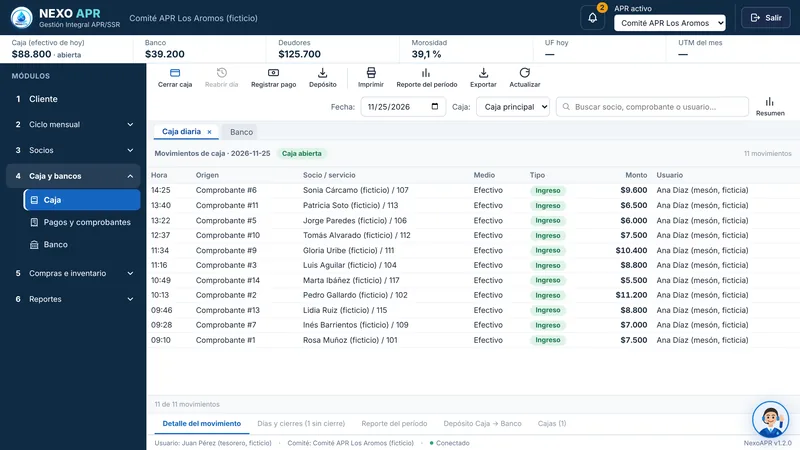 NEXO APR
Gestión Integral APR/SSR
Comité APR Los Aromos (ficticio)
2
APR activo
Comité APR Los Aromos
Salir
Caja (efectivo de hoy)
$88.800 · abierta
Banco
$39.200
Deudores
$125.700
Morosidad
39,1 %
UF hoy
—
UTM del mes
—
MÓDULOS
1 Cliente
2 Ciclo mensual
3 Socios
4 Caja y bancos
Caja
Pagos y comprobantes
Banco
5 Compras e inventario
6 Reportes
Cerrar caja
Reabrir día
Registrar pago
Depósito
Imprimir
Reporte del período
Exportar
Actualizar
Fecha: 11/25/2026
Caja: Caja principal
Buscar socio, comprobante o usuario...
Resumen
Caja diaria ×
Banco
Movimientos de caja · 2026-11-25 Caja abierta
11 movimientos
Hora Origen Socio / servicio Medio Tipo Monto Usuario
14:25 Comprobante #6 Sonia Cárcamo (ficticio) / 107 Efectivo Ingreso $9.600 Ana Díaz (mesón, ficticia)
13:40 Comprobante #11 Patricia Soto (ficticio) / 113 Efectivo Ingreso $6.500 Ana Díaz (mesón, ficticia)
13:22 Comprobante #5 Jorge Paredes (ficticio) / 106 Efectivo Ingreso $6.000 Ana Díaz (mesón, ficticia)
12:37 Comprobante #10 Tomás Alvarado (ficticio) / 112 Efectivo Ingreso $7.500 Ana Díaz (mesón, ficticia)
11:34 Comprobante #9 Gloria Uribe (ficticio) / 111 Efectivo Ingreso $10.400 Ana Díaz (mesón, ficticia)
11:16 Comprobante #3 Luis Aguilar (ficticio) / 104 Efectivo Ingreso $8.800 Ana Díaz (mesón, ficticia)
10:49 Comprobante #14 Marta Ibáñez (ficticio) / 117 Efectivo Ingreso $5.500 Ana Díaz (mesón, ficticia)
10:13 Comprobante #2 Pedro Gallardo (ficticio) / 102 Efectivo Ingreso $11.200 Ana Díaz (mesón, ficticia)
09:46 Comprobante #13 Lidia Ruiz (ficticio) / 115 Efectivo Ingreso $8.800 Ana Díaz (mesón, ficticia)
09:28 Comprobante #7 Inés Barrientos (ficticio) / 109 Efectivo Ingreso $7.000 Ana Díaz (mesón, ficticia)
09:10 Comprobante #1 Rosa Muñoz (ficticio) / 101 Efectivo Ingreso $7.500 Ana Díaz (mesón, ficticia)
11 de 11 movimientos
Detalle del movimiento
Días y cierres (1 sin cierre)
Reporte del período
Depósito Caja → Banco
Cajas (1)
Usuario: Juan Pérez (tesorero, ficticio) · Comité: Comité APR Los Aromos (ficticio) · Conectado
NexoAPR v1.2.0